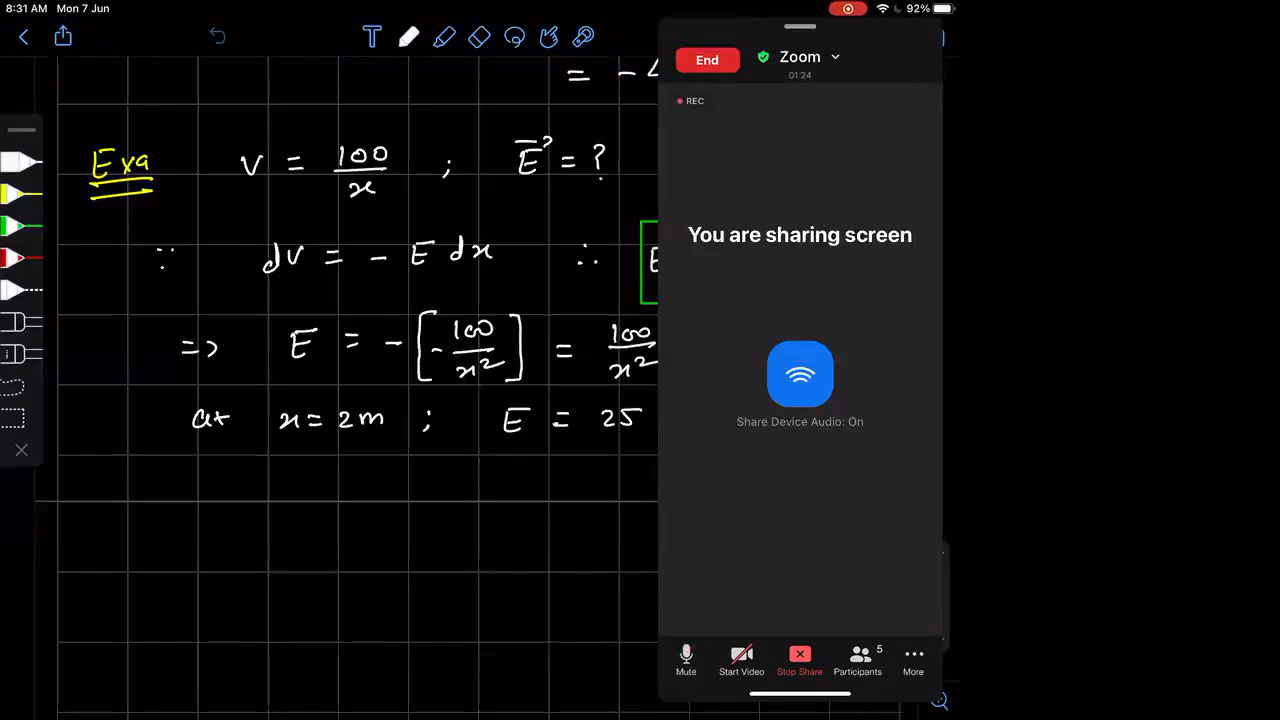 8:31 AM Mon 7 Jun
92%
T
= - 4
Exa V = 100/x ; E = ?
∵ dV = - E dx ∴ E
=> E = - [ - 100/x² ] = 100/x²
at x = 2m ; E = 25
End
Zoom
01:24
REC
You are sharing screen
Share Device Audio: On
Mute
Start Video
Stop Share
Participants
5
More